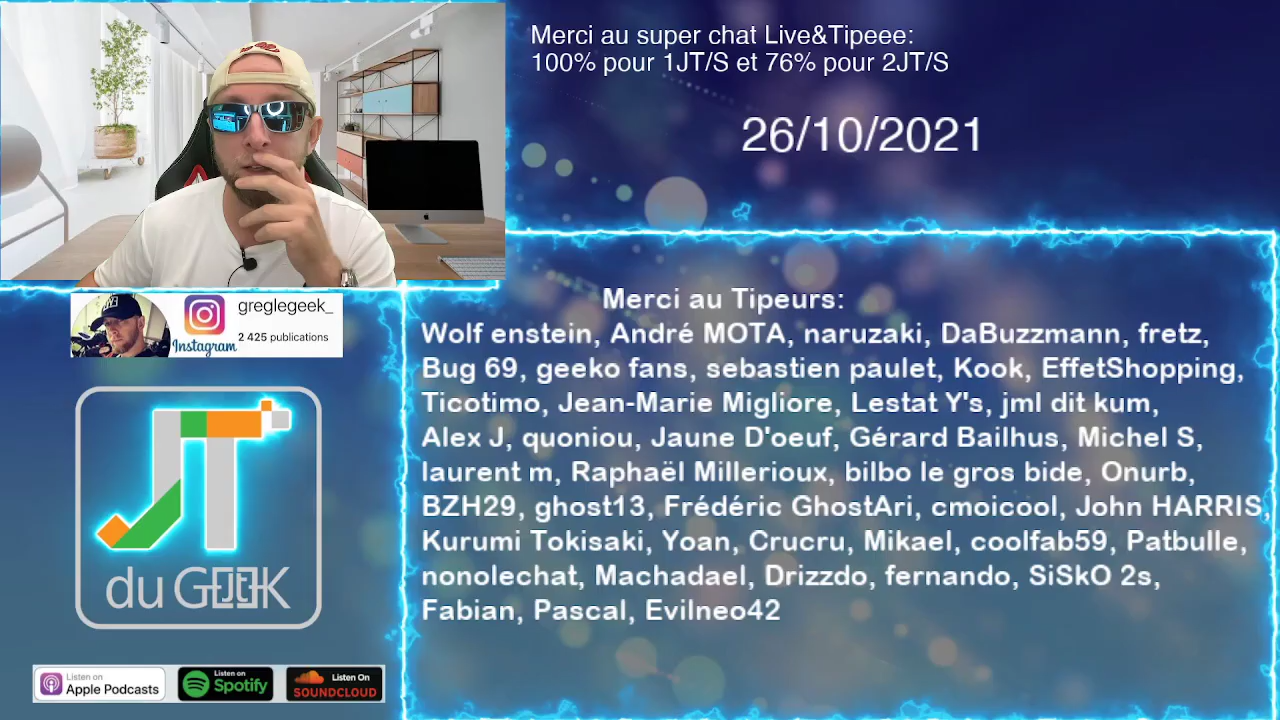 Merci au super chat Live&Tipeee:
100% pour 1JT/S et 76% pour 2JT/S
26/10/2021
greglegeek_
2 425 publications
Instagram
Merci au Tipeurs:
Wolf enstein, André MOTA, naruzaki, DaBuzzmann, fretz,
Bug 69, geeko fans, sebastien paulet, Kook, EffetShopping,
Ticotimo, Jean-Marie Migliore, Lestat Y's, jml dit kum,
Alex J, quoniou, Jaune D'oeuf, Gérard Bailhus, Michel S,
laurent m, Raphaël Millerioux, bilbo le gros bide, Onurb,
BZH29, ghost13, Frédéric GhostAri, cmoicool, John HARRIS,
Kurumi Tokisaki, Yoan, Crucru, Mikael, coolfab59, Patbulle,
nonolechat, Machadael, Drizzdo, fernando, SiSkO 2s,
Fabian, Pascal, Evilneo42
JT
du GEEK
Listen on
Apple Podcasts
Listen on
Spotify
Listen On
SOUNDCLOUD